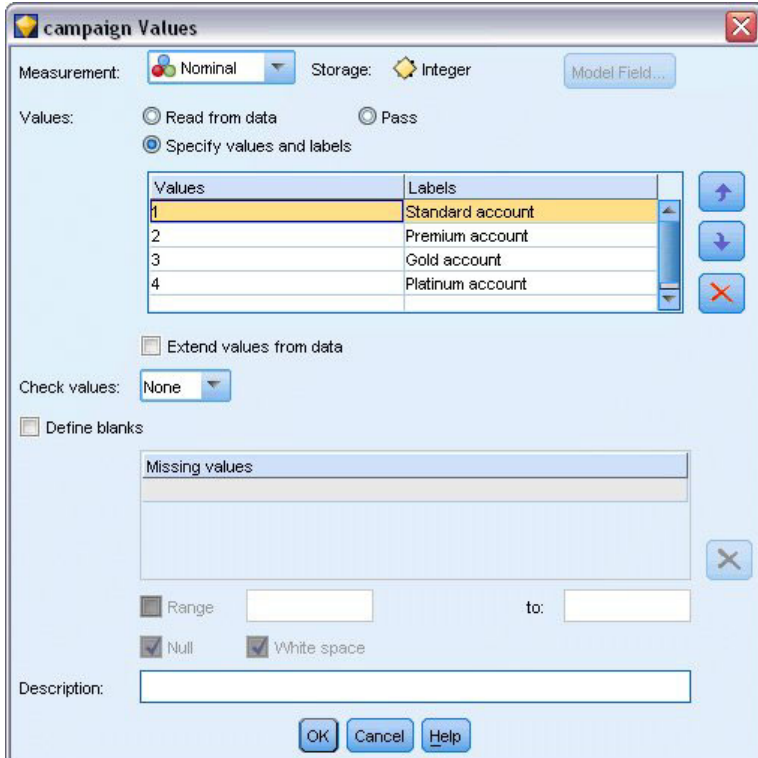 campaign Values
Measurement: Nominal Storage: Integer Model Field...
Values: Read from data Pass
Specify values and labels
Values Labels
1 Standard account
2 Premium account
3 Gold account
4 Platinum account
Extend values from data
Check values: None
Define blanks
Missing values
Range to:
Null White space
Description:
OK Cancel Help